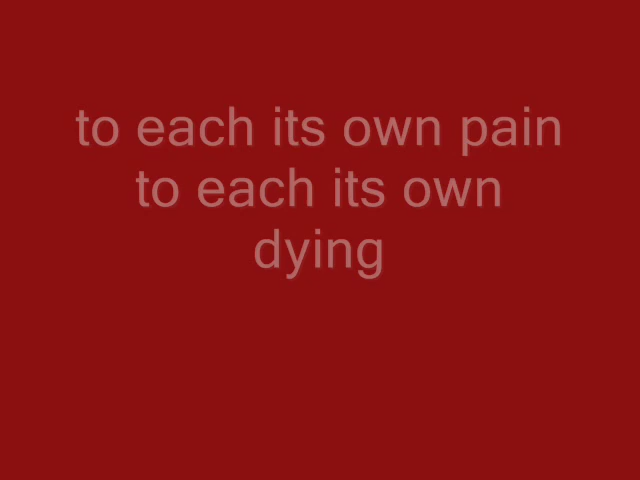 to each its own pain
to each its own
dying